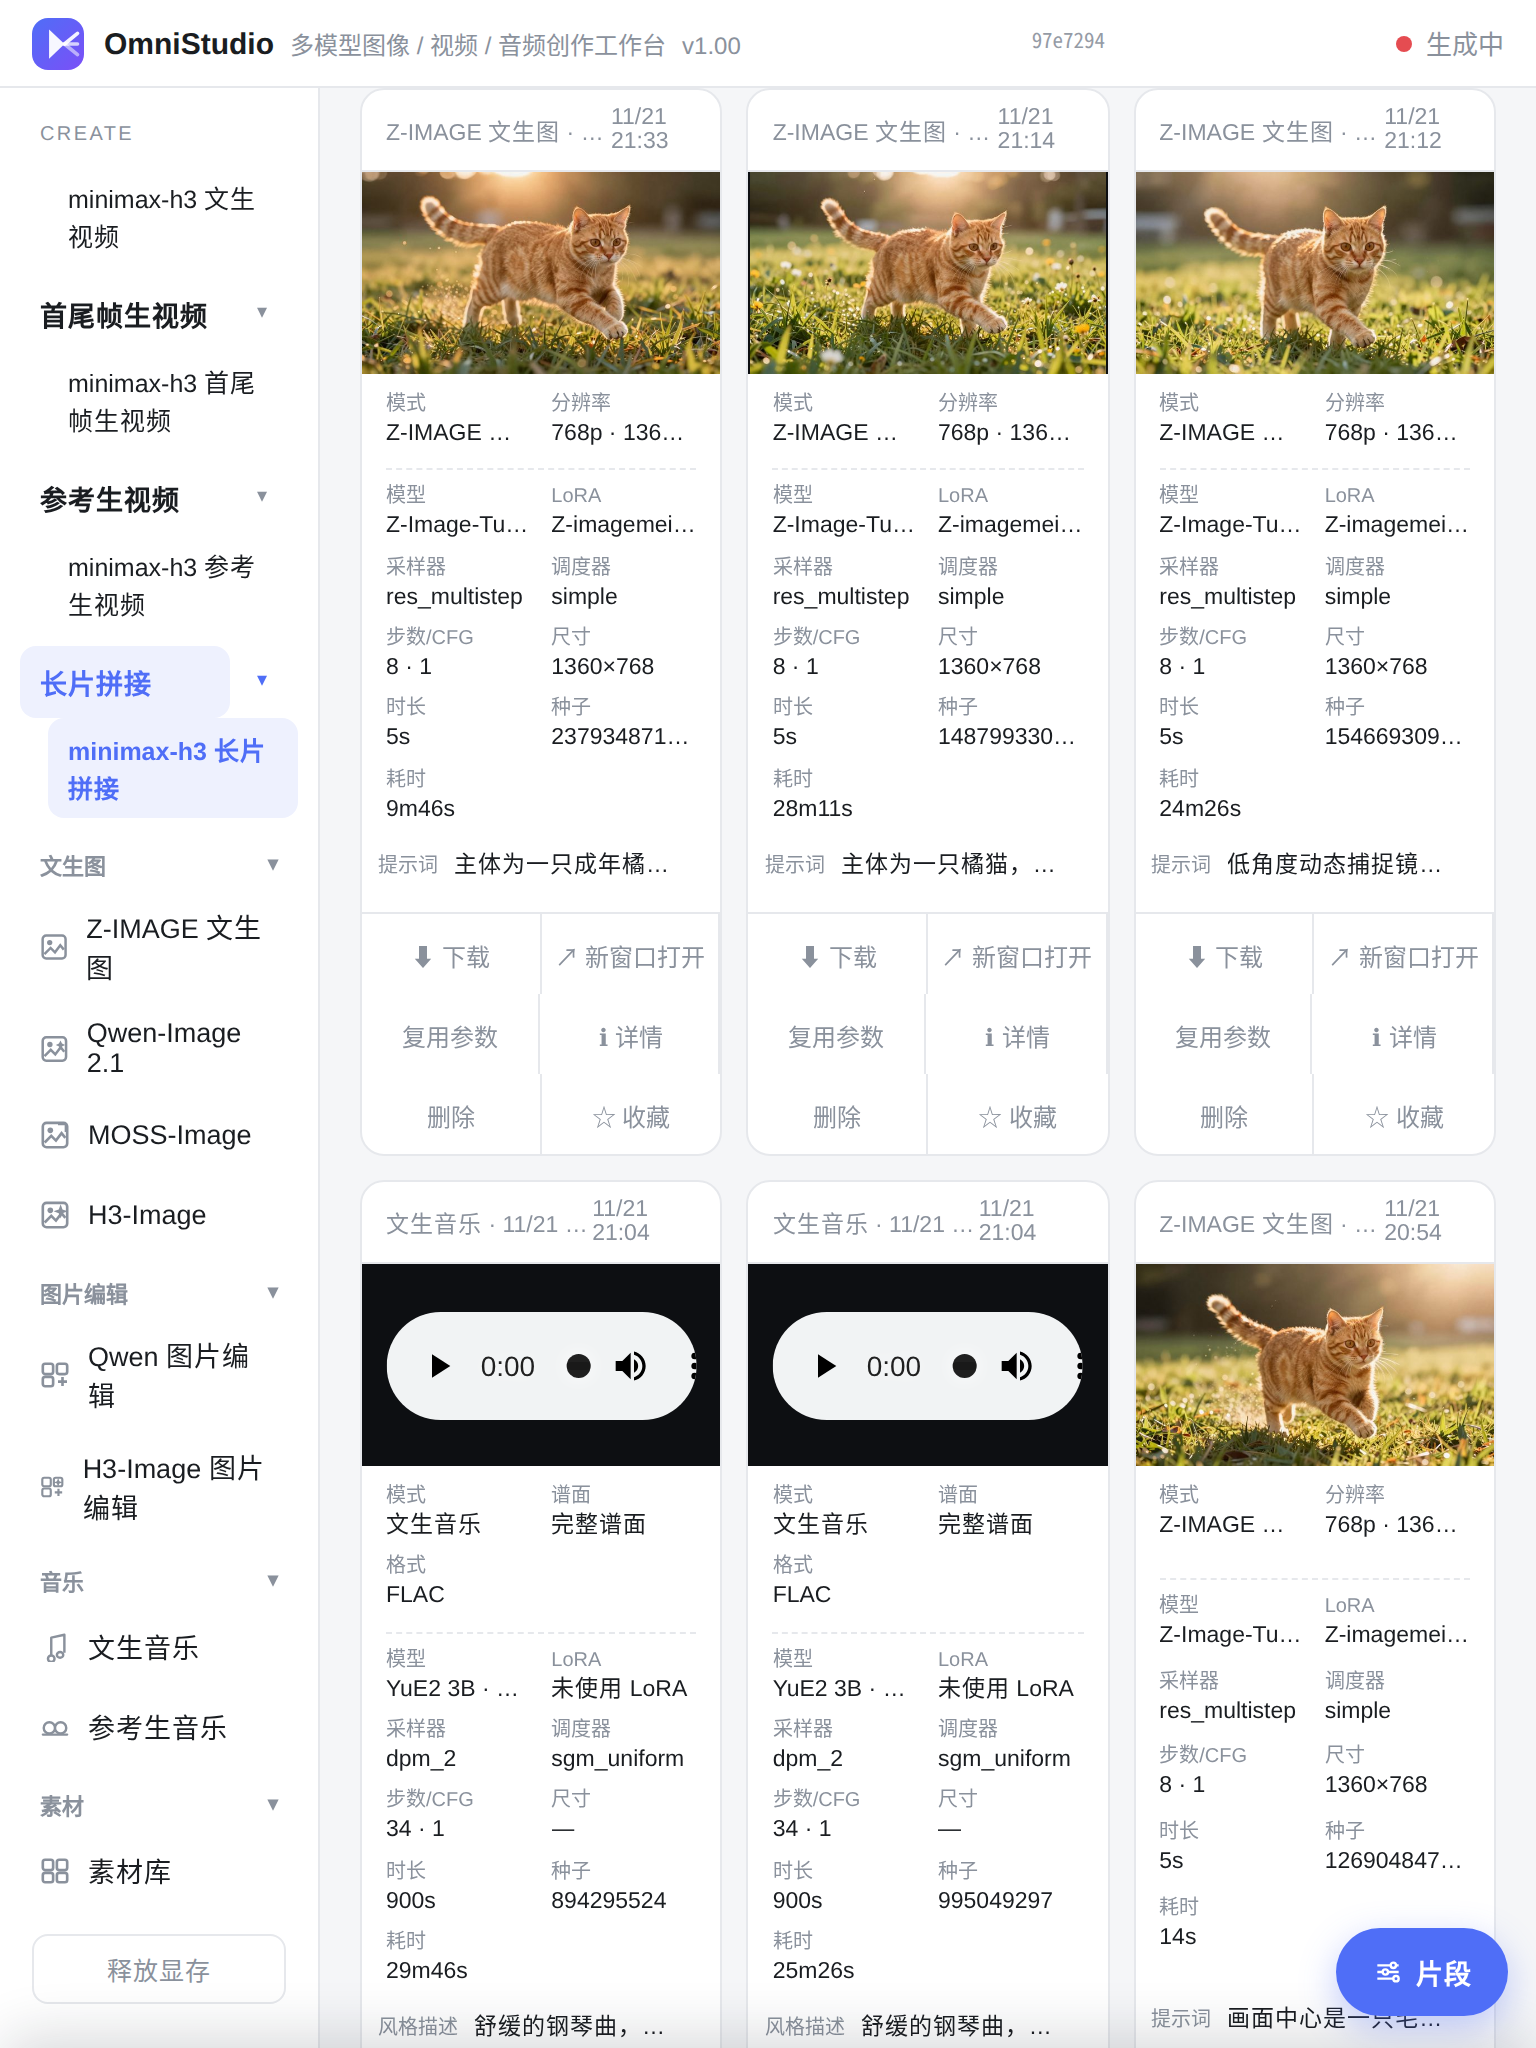 OmniStudio 多模型图像 / 视频 / 音频创作工作台 v1.00
97e7294
生成中
CREATE
minimax-h3 文生
视频
首尾帧生视频 ▼
minimax-h3 首尾
帧生视频
参考生视频 ▼
minimax-h3 参考
生视频
长片拼接 ▼
minimax-h3 长片
拼接
文生图 ▼
Z-IMAGE 文生
图
Qwen-Image
2.1
MOSS-Image
H3-Image
图片编辑 ▼
Qwen 图片编
辑
H3-Image 图片
编辑
音乐 ▼
文生音乐
参考生音乐
素材 ▼
素材库
释放显存
Z-IMAGE 文生图 · … 11/21
21:33
模式 分辨率
Z-IMAGE … 768p · 136…
模型 LoRA
Z-Image-Tu… Z-imagemei…
采样器 调度器
res_multistep simple
步数/CFG 尺寸
8 · 1 1360×768
时长 种子
5s 237934871…
耗时
9m46s
提示词 主体为一只成年橘…
⬇ 下载 ↗ 新窗口打开
复用参数 ℹ 详情
删除 ☆ 收藏
Z-IMAGE 文生图 · … 11/21
21:14
模式 分辨率
Z-IMAGE … 768p · 136…
模型 LoRA
Z-Image-Tu… Z-imagemei…
采样器 调度器
res_multistep simple
步数/CFG 尺寸
8 · 1 1360×768
时长 种子
5s 148799330…
耗时
28m11s
提示词 主体为一只橘猫，…
⬇ 下载 ↗ 新窗口打开
复用参数 ℹ 详情
删除 ☆ 收藏
Z-IMAGE 文生图 · … 11/21
21:12
模式 分辨率
Z-IMAGE … 768p · 136…
模型 LoRA
Z-Image-Tu… Z-imagemei…
采样器 调度器
res_multistep simple
步数/CFG 尺寸
8 · 1 1360×768
时长 种子
5s 154669309…
耗时
24m26s
提示词 低角度动态捕捉镜…
⬇ 下载 ↗ 新窗口打开
复用参数 ℹ 详情
删除 ☆ 收藏
文生音乐 · 11/21 … 11/21
21:04
0:00
模式 谱面
文生音乐 完整谱面
格式
FLAC
模型 LoRA
YuE2 3B · … 未使用 LoRA
采样器 调度器
dpm_2 sgm_uniform
步数/CFG 尺寸
34 · 1 —
时长 种子
900s 894295524
耗时
29m46s
风格描述 舒缓的钢琴曲，…
文生音乐 · 11/21 … 11/21
21:04
0:00
模式 谱面
文生音乐 完整谱面
格式
FLAC
模型 LoRA
YuE2 3B · … 未使用 LoRA
采样器 调度器
dpm_2 sgm_uniform
步数/CFG 尺寸
34 · 1 —
时长 种子
900s 995049297
耗时
25m26s
风格描述 舒缓的钢琴曲，…
Z-IMAGE 文生图 · … 11/21
20:54
模式 分辨率
Z-IMAGE … 768p · 136…
模型 LoRA
Z-Image-Tu… Z-imagemei…
采样器 调度器
res_multistep simple
步数/CFG 尺寸
8 · 1 1360×768
时长 种子
5s 126904847…
耗时
14s
提示词 画面中心是一只毛…
片段